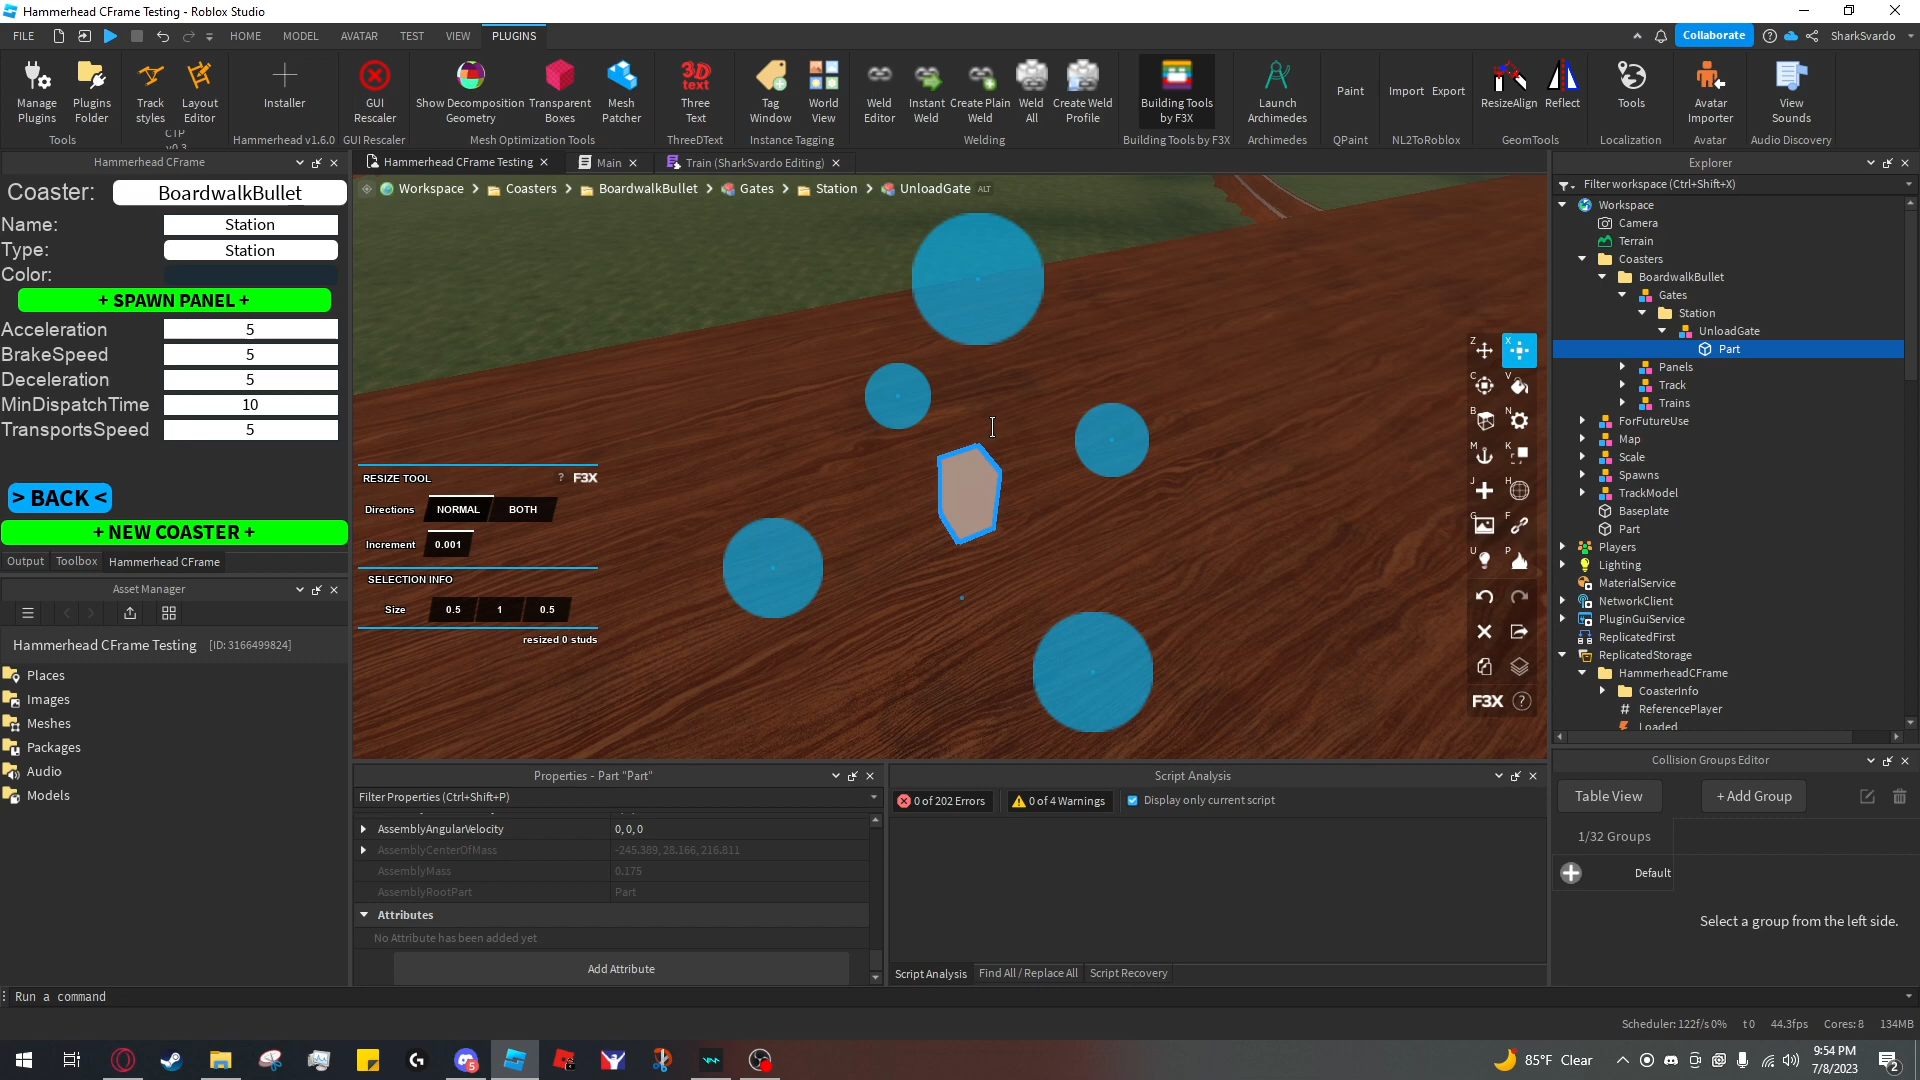 Hammerhead CFrame Testing - Roblox Studio
FILE HOME MODEL AVATAR TEST VIEW PLUGINS Collaborate SharkSvardo
Manage Plugins
Plugins Folder
Tools
Track styles
Layout Editor
CTP v0.3
Installer
Hammerhead v1.6.0
GUI Rescaler
GUI Rescaler
Show Decomposition Geometry
Transparent Boxes
Mesh Patcher
Mesh Optimization Tools
3D text
Three Text
ThreeDText
Tag Window
World View
Instance Tagging
Weld Editor
Instant Weld
Create Plain Weld
Weld All
Create Weld Profile
Welding
Building Tools by F3X
Building Tools by F3X
Launch Archimedes
Archimedes
Paint
QPaint
Import Export
NL2ToRoblox
ResizeAlign Reflect
GeomTools
Tools
Localization
Avatar Importer
Avatar
View Sounds
Audio Discovery
Hammerhead CFrame
Coaster: BoardwalkBullet
Name: Station
Type: Station
Color:
+ SPAWN PANEL +
Acceleration 5
BrakeSpeed 5
Deceleration 5
MinDispatchTime 10
TransportsSpeed 5
> BACK <
+ NEW COASTER +
Output Toolbox Hammerhead CFrame
Asset Manager
Hammerhead CFrame Testing [ID: 3166499824]
Places
Images
Meshes
Packages
Audio
Models
Hammerhead CFrame Testing Main Train (SharkSvardo Editing)
Workspace Coasters BoardwalkBullet Gates Station UnloadGate ALT
RESIZE TOOL ? F3X
Directions NORMAL BOTH
Increment 0.001
SELECTION INFO
Size 0.5 1 0.5
resized 0 studs
Z X
C V
B N
M K
J H
G F
U P
F3X ?
Properties - Part "Part"
Filter Properties (Ctrl+Shift+P)
AssemblyAngularVelocity 0, 0, 0
AssemblyCenterOfMass -245.389, 28.166, 216.811
AssemblyMass 0.175
AssemblyRootPart Part
Attributes
No Attribute has been added yet
Add Attribute
Script Analysis
0 of 202 Errors 0 of 4 Warnings Display only current script
Script Analysis Find All / Replace All Script Recovery
Explorer
Filter workspace (Ctrl+Shift+X)
Workspace
Camera
Terrain
Coasters
BoardwalkBullet
Gates
Station
UnloadGate
Part
Panels
Track
Trains
ForFutureUse
Map
Scale
Spawns
TrackModel
Baseplate
Part
Players
Lighting
MaterialService
NetworkClient
PluginGuiService
ReplicatedFirst
ReplicatedStorage
HammerheadCFrame
CoasterInfo
ReferencePlayer
Loaded
Collision Groups Editor
Table View + Add Group
1/32 Groups
Default
Select a group from the left side.
Run a command
Scheduler: 122f/s 0% t0 44.3fps Cores: 8 134MB
85°F Clear
9:54 PM
7/8/2023
2